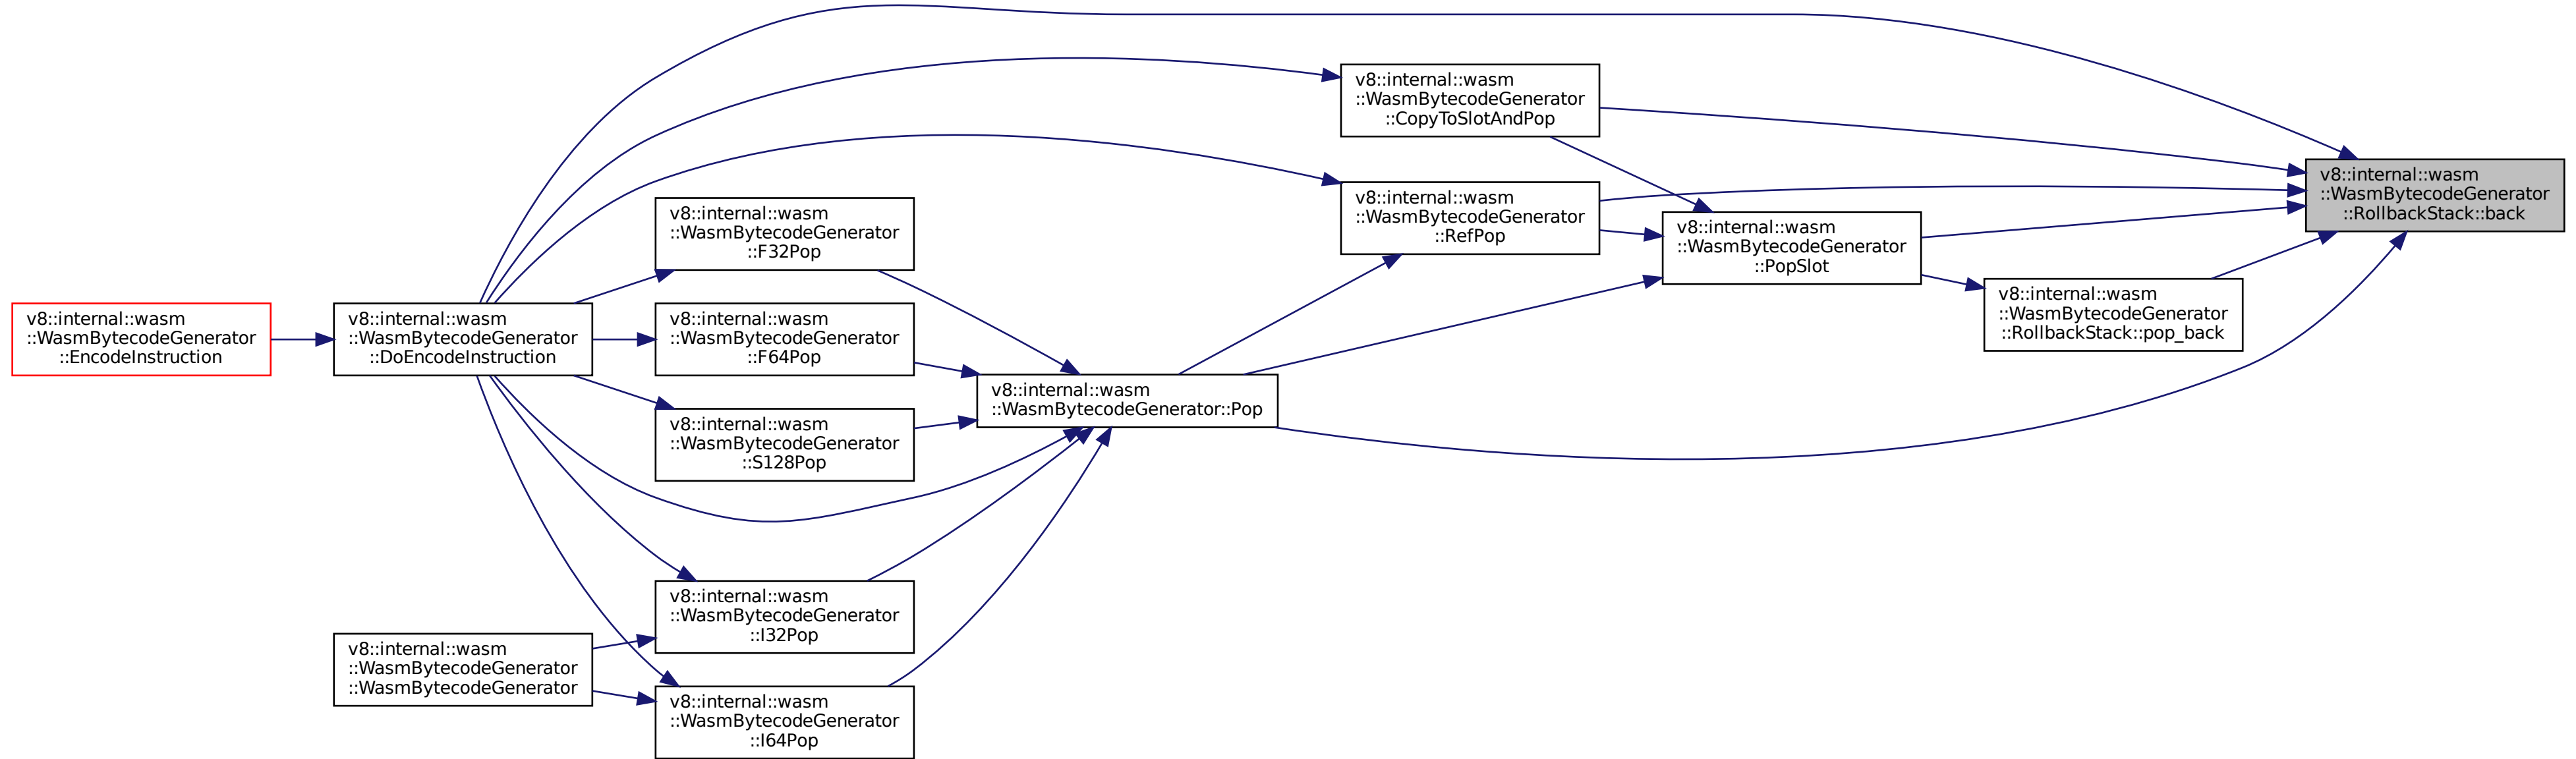 v8::internal::wasm
::WasmBytecodeGenerator
::EncodeInstruction
v8::internal::wasm
::WasmBytecodeGenerator
::DoEncodeInstruction
v8::internal::wasm
::WasmBytecodeGenerator
::WasmBytecodeGenerator
v8::internal::wasm
::WasmBytecodeGenerator
::F32Pop
v8::internal::wasm
::WasmBytecodeGenerator
::F64Pop
v8::internal::wasm
::WasmBytecodeGenerator
::S128Pop
v8::internal::wasm
::WasmBytecodeGenerator
::I32Pop
v8::internal::wasm
::WasmBytecodeGenerator
::I64Pop
v8::internal::wasm
::WasmBytecodeGenerator::Pop
v8::internal::wasm
::WasmBytecodeGenerator
::CopyToSlotAndPop
v8::internal::wasm
::WasmBytecodeGenerator
::RefPop
v8::internal::wasm
::WasmBytecodeGenerator
::PopSlot
v8::internal::wasm
::WasmBytecodeGenerator
::RollbackStack::pop_back
v8::internal::wasm
::WasmBytecodeGenerator
::RollbackStack::back